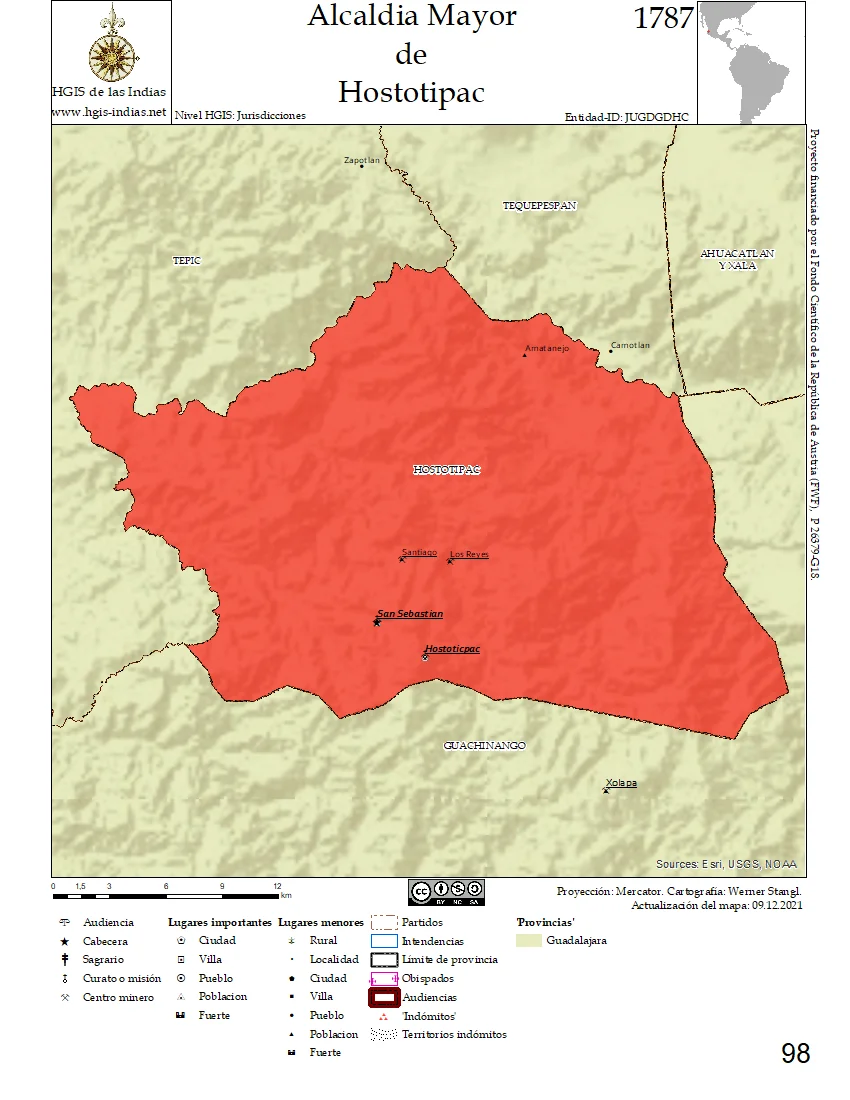 Alcaldia Mayor
de
Hostotipac
1787
HGIS de las Indias
www.hgis-indias.net
Nivel HGIS: Jurisdicciones
Entidad-ID: JUGDGDHC
Proyecto financiado por el Fondo Científico de la República de Austria (FWF), P 26379-G18.
Zapotlan
TEQUEPESPAN
TEPIC
AHUACATLAN
Y XALA
Amatanejo
Camotlan
HOSTOTIPAC
Santiago
Los Reyes
San Sebastian
Hostoticpac
GUACHINANGO
Xolapa
Sources: Esri, USGS, NOAA
0 1,5 3 6 9 12
km
CC BY NC SA
Proyección: Mercator. Cartografía: Werner Stangl.
Actualización del mapa: 09.12.2021
Audiencia
Cabecera
Sagrario
Curato o misión
Centro minero
Lugares importantes
Ciudad
Villa
Pueblo
Poblacion
Fuerte
Lugares menores
Rural
Localidad
Ciudad
Villa
Pueblo
Poblacion
Fuerte
Partidos
Intendencias
Límite de provincia
Obispados
Audiencias
'Indómitos'
Territorios indómitos
'Provincias'
Guadalajara
98